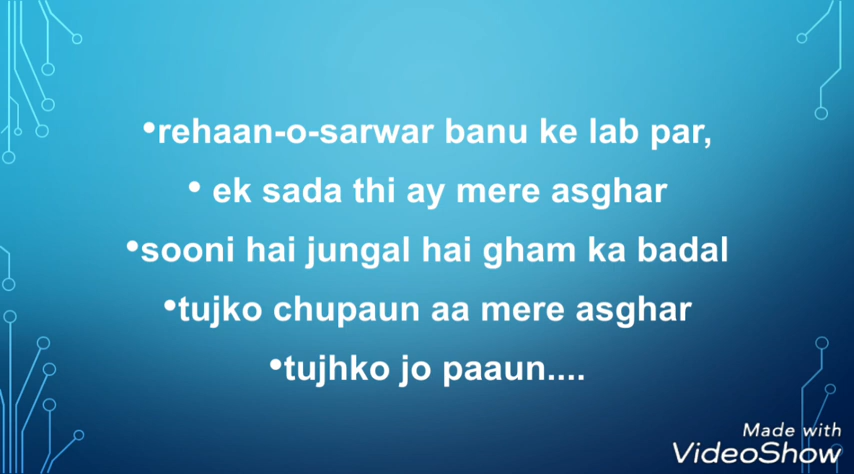 •rehaan-o-sarwar banu ke lab par,
• ek sada thi ay mere asghar
•sooni hai jungal hai gham ka badal
•tujko chupaun aa mere asghar
•tujhko jo paaun....
Made with
VideoShow